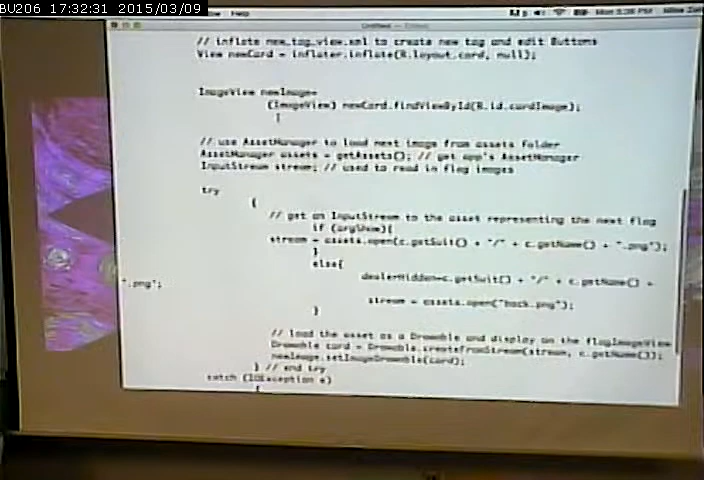 BU206 17:32:31 2015/03/09
Help
Untitled
// inflate new_tag_view.xml to create new tag and edit Buttons
View newCard = inflater.inflate(R.layout.card, null);
ImageView newImage=
(ImageView) newCard.findViewById(R.id.cardImage);
// use AssetManager to load next image from assets folder
AssetManager assets = getAssets(); // get app's AssetManager
InputStream stream; // used to read in flag images
try
{
// get an InputStream to the asset representing the next flag
if (argShow){
stream = assets.open(c.getSuit() + "/" + c.getName() + ".png");
}
else{
dealerHidden=c.getSuit() + "/" + c.getName() +
".png";
stream = assets.open("back.png");
}
// load the asset as a Drawable and display on the flagImageView
Drawable card = Drawable.createFromStream(stream, c.getName());
newImage.setImageDrawable(card);
} // end try
catch (IOException e)
{